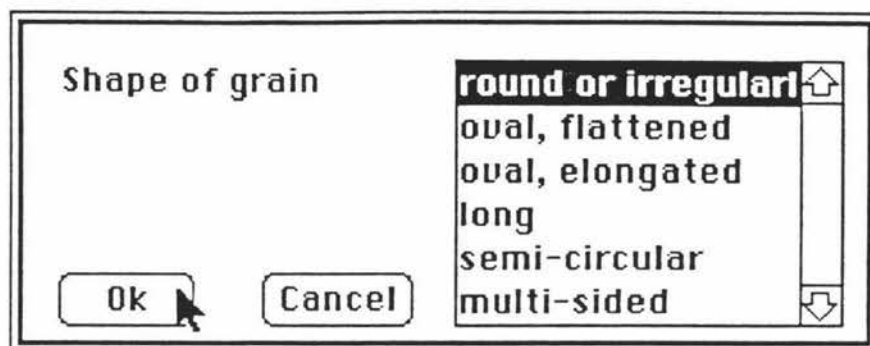 Shape of grain
round or irregularl
oval, flattened
oval, elongated
long
semi-circular
multi-sided
Ok
Cancel